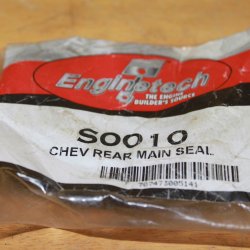 Enginetech
THE ENGINE
BUILDER'S SOURCE
S0010
CHEV REAR MAIN SEAL